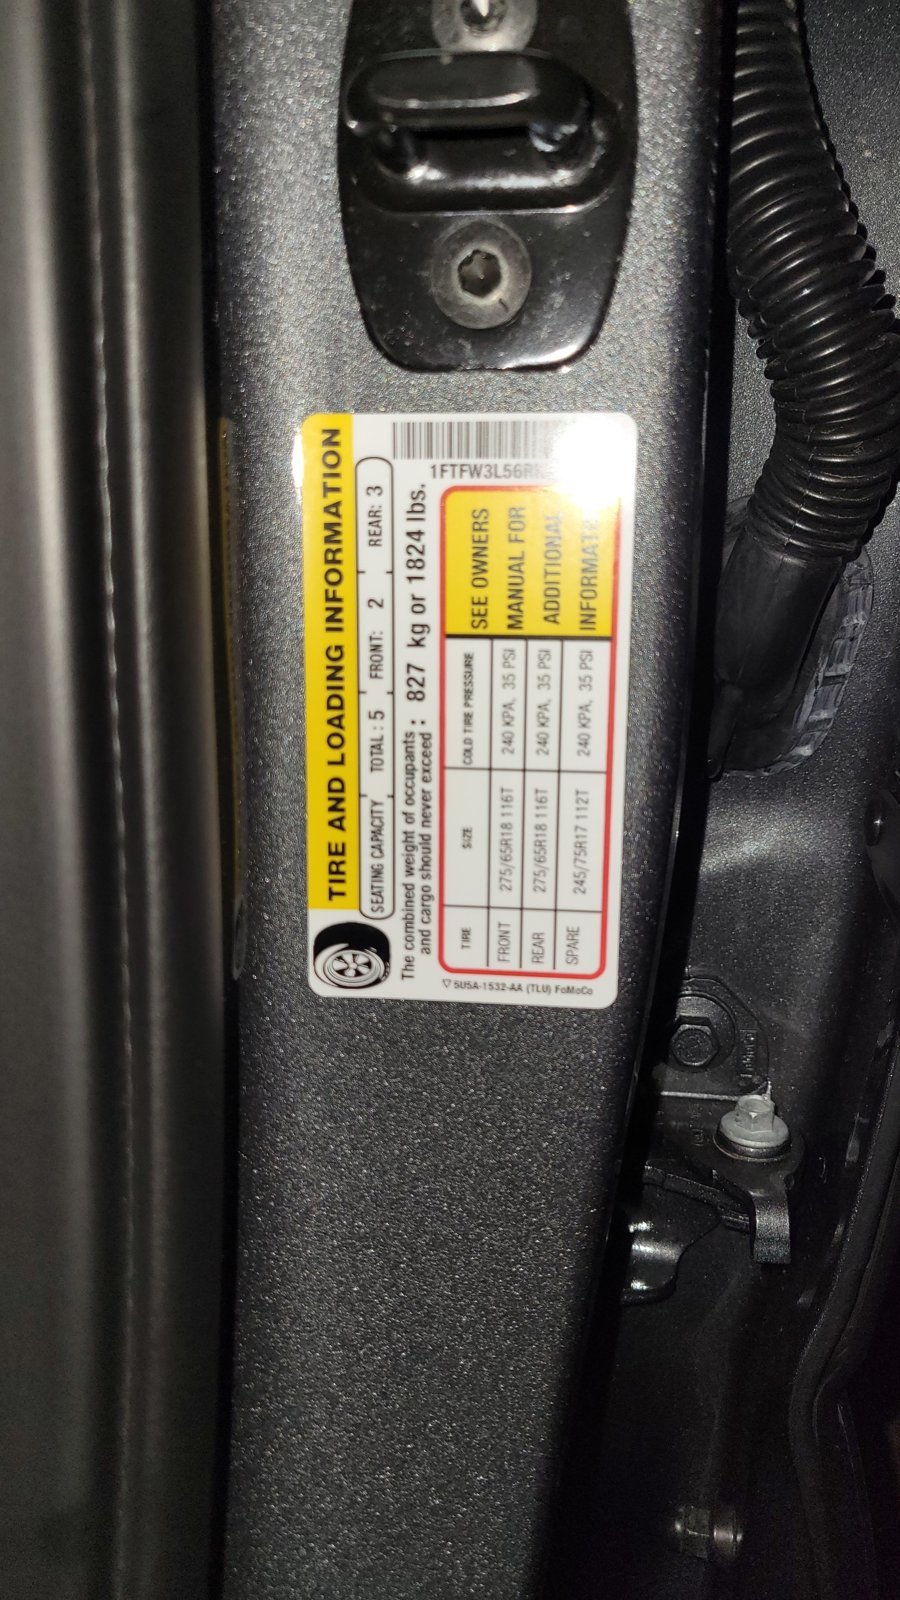 TIRE AND LOADING INFORMATION
SEATING CAPACITY TOTAL : 5 FRONT: 2 REAR: 3
The combined weight of occupants
and cargo should never exceed : 827 kg or 1824 lbs.
1FTFW3L56R
TIRE SIZE COLD TIRE PRESSURE SEE OWNERS
FRONT 275/65R18 116T 240 KPA, 35 PSI MANUAL FOR
REAR 275/65R18 116T 240 KPA, 35 PSI ADDITIONAL
SPARE 245/75R17 112T 240 KPA, 35 PSI
▽ 5U5A-1532-AA (TLU) FoMoCo